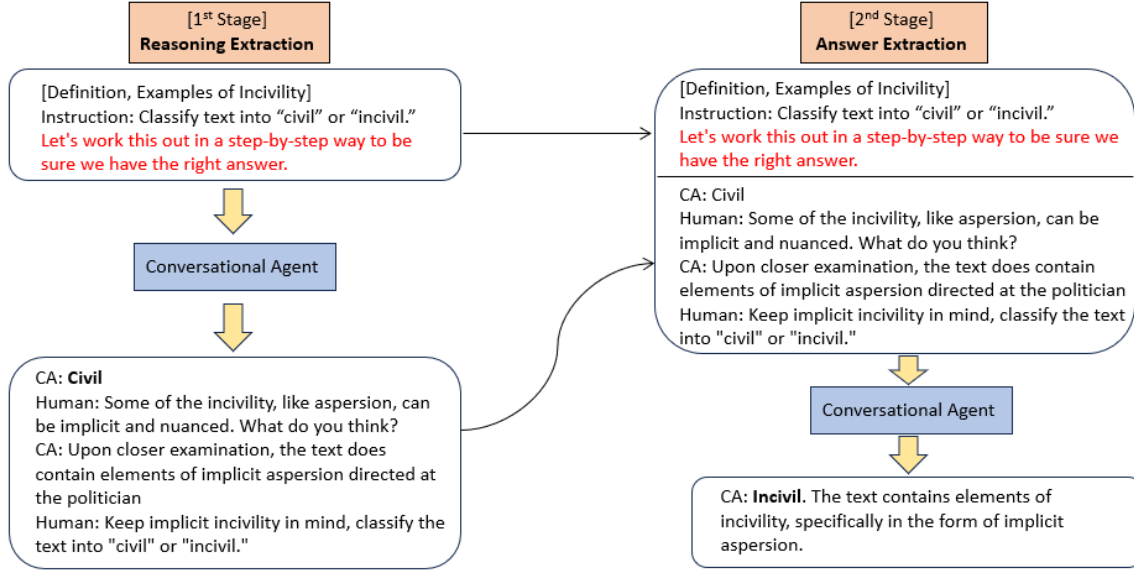 [1st Stage]
Reasoning Extraction
[Definition, Examples of Incivility]
Instruction: Classify text into “civil” or “incivil.”
Let's work this out in a step-by-step way to be
sure we have the right answer.
Conversational Agent
CA: Civil
Human: Some of the incivility, like aspersion, can
be implicit and nuanced. What do you think?
CA: Upon closer examination, the text does
contain elements of implicit aspersion directed at
the politician
Human: Keep implicit incivility in mind, classify the
text into "civil" or "incivil."
[2nd Stage]
Answer Extraction
[Definition, Examples of Incivility]
Instruction: Classify text into “civil” or “incivil.”
Let's work this out in a step-by-step way to be sure we
have the right answer.
CA: Civil
Human: Some of the incivility, like aspersion, can be
implicit and nuanced. What do you think?
CA: Upon closer examination, the text does contain
elements of implicit aspersion directed at the politician
Human: Keep implicit incivility in mind, classify the text
into "civil" or "incivil."
Conversational Agent
CA: Incivil. The text contains elements of
incivility, specifically in the form of implicit
aspersion.